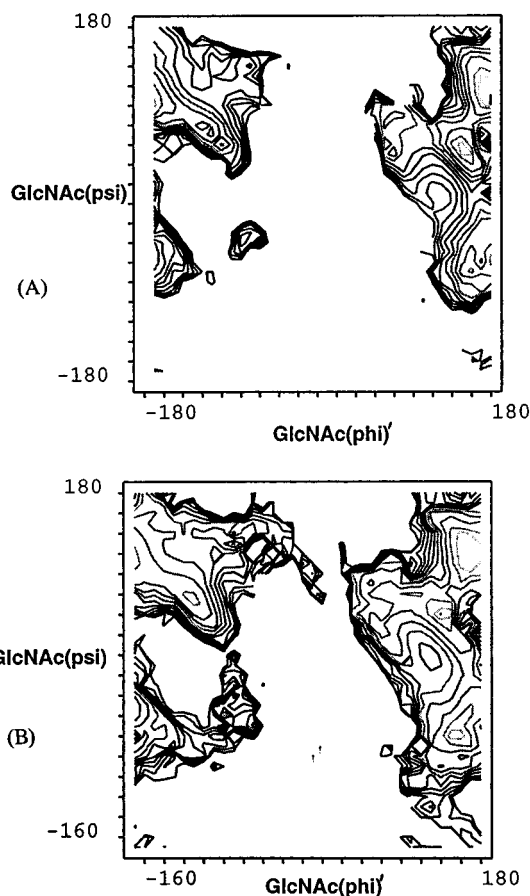 180
GlcNAc(psi)
(A)
-180
-180 180
GlcNAc(phi)′
180
GlcNAc(psi)
(B)
-160
-160 180
GlcNAc(phi)′